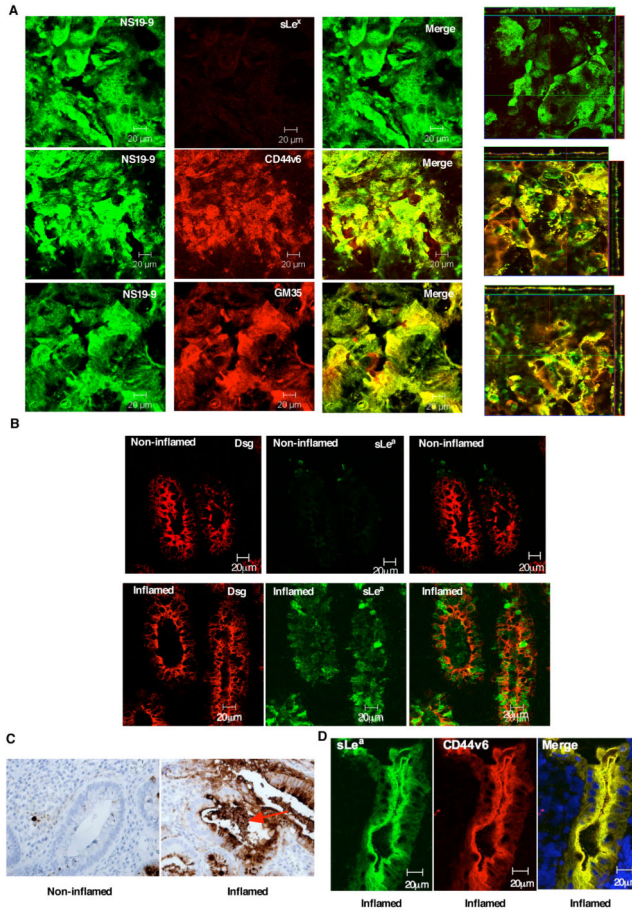 A
NS19-9 sLeˣ Merge
20 µm 20 µm 20 µm
NS19-9 CD44v6 Merge
20 µm 20 µm 20 µm
NS19-9 GM35 Merge
20 µm 20 µm 20 µm
B
Non-inflamed Dsg Non-inflamed sLeᵃ Non-inflamed
20µm 20µm 20µm
Inflamed Dsg Inflamed sLeᵃ Inflamed
20µm 20µm 20µm
C
Non-inflamed Inflamed
D
sLeᵃ CD44v6 Merge
20µm 20µm 20µm
Inflamed Inflamed Inflamed